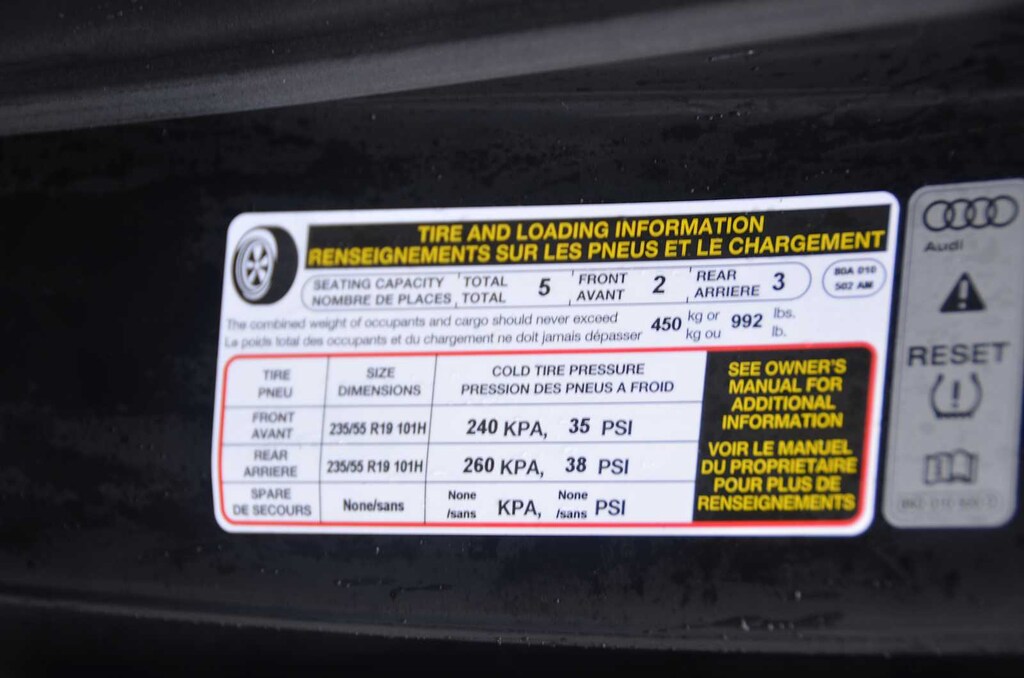 TIRE AND LOADING INFORMATION
RENSEIGNEMENTS SUR LES PNEUS ET LE CHARGEMENT
SEATING CAPACITY TOTAL 5 FRONT 2 REAR 3
NOMBRE DE PLACES TOTAL AVANT ARRIERE
80A 010
502 AM
The combined weight of occupants and cargo should never exceed 450 kg or 992 lbs.
Le poids total des occupants et du chargement ne doit jamais dépasser kg ou lb.
TIRE SIZE COLD TIRE PRESSURE
PNEU DIMENSIONS PRESSION DES PNEUS A FROID
FRONT
AVANT 235/55 R19 101H 240 KPA, 35 PSI
REAR
ARRIERE 235/55 R19 101H 260 KPA, 38 PSI
SPARE
DE SECOURS None/sans None /sans KPA, None /sans PSI
SEE OWNER'S
MANUAL FOR
ADDITIONAL
INFORMATION
VOIR LE MANUEL
DU PROPRIETAIRE
POUR PLUS DE
RENSEIGNEMENTS
Audi
RESET